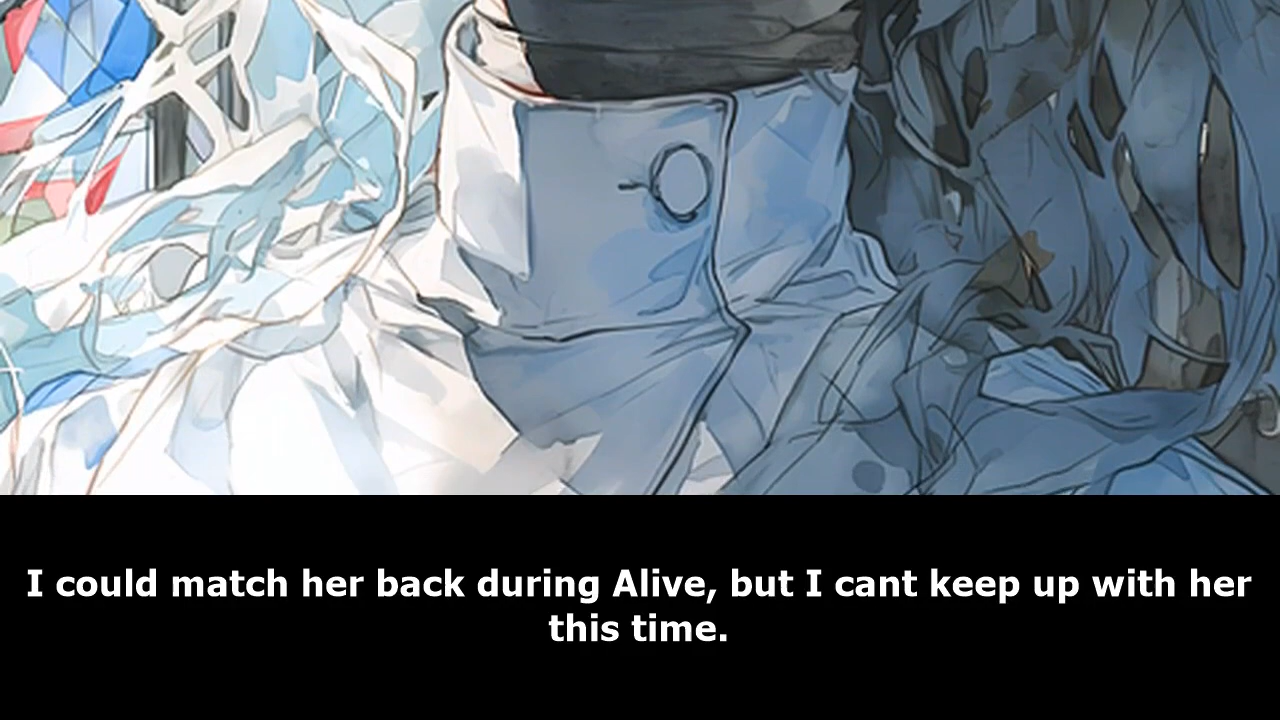 I could match her back during Alive, but I cant keep up with her
this time.